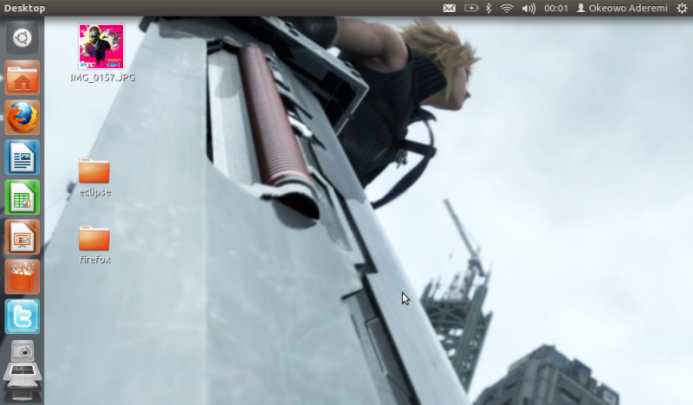 Desktop
00:01
Okeowo Aderemi
IMG_0157.JPG
eclipse
firefox